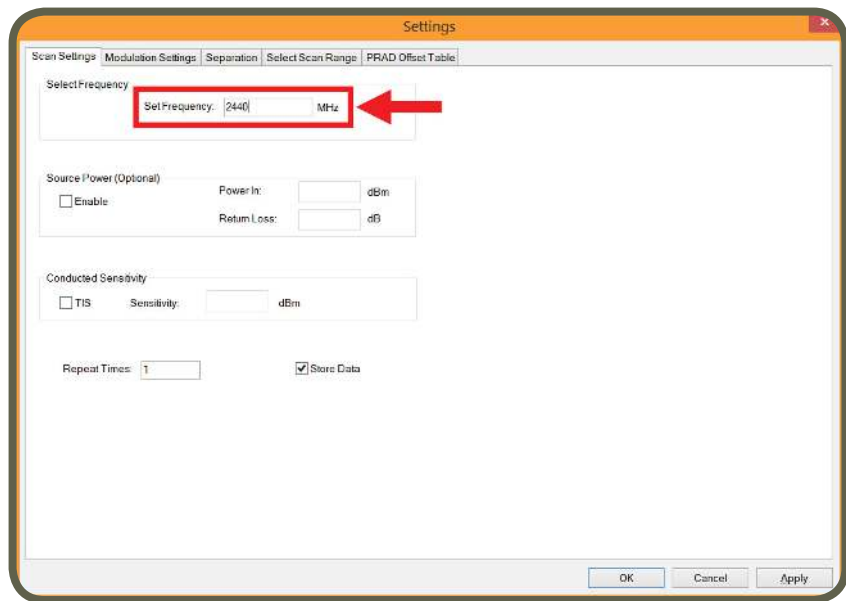 Settings
Scan Settings Modulation Settings Separation Select Scan Range PRAD Offset Table
Select Frequency
Set Frequency: 2440 MHz
Source Power (Optional)
Enable Power In: dBm
Return Loss: dB
Conducted Sensitivity
TIS Sensitivity: dBm
Repeat Times: 1 Store Data
OK Cancel Apply